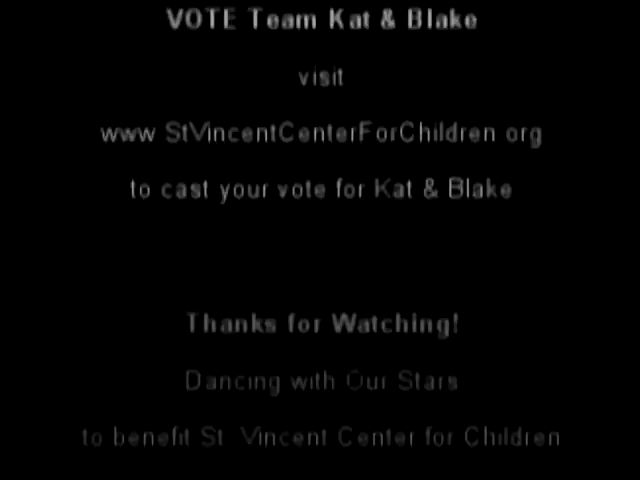 VOTE Team Kat & Blake
visit
www StVincentCenterForChildren org
to cast your vote for Kat & Blake
Thanks for Watching!
Dancing with Our Stars
to benefit St. Vincent Center for Children